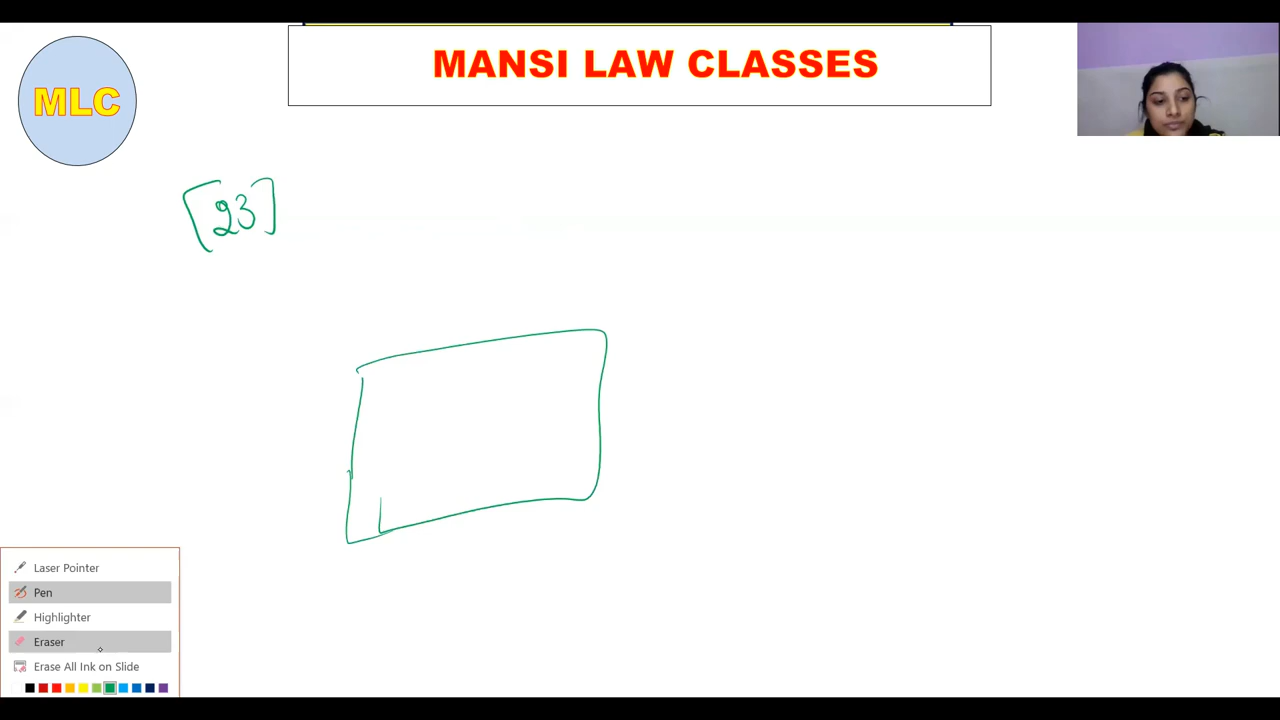 MANSI LAW CLASSES
MLC
[23]
Laser Pointer
Pen
Highlighter
Eraser
Erase All Ink on Slide